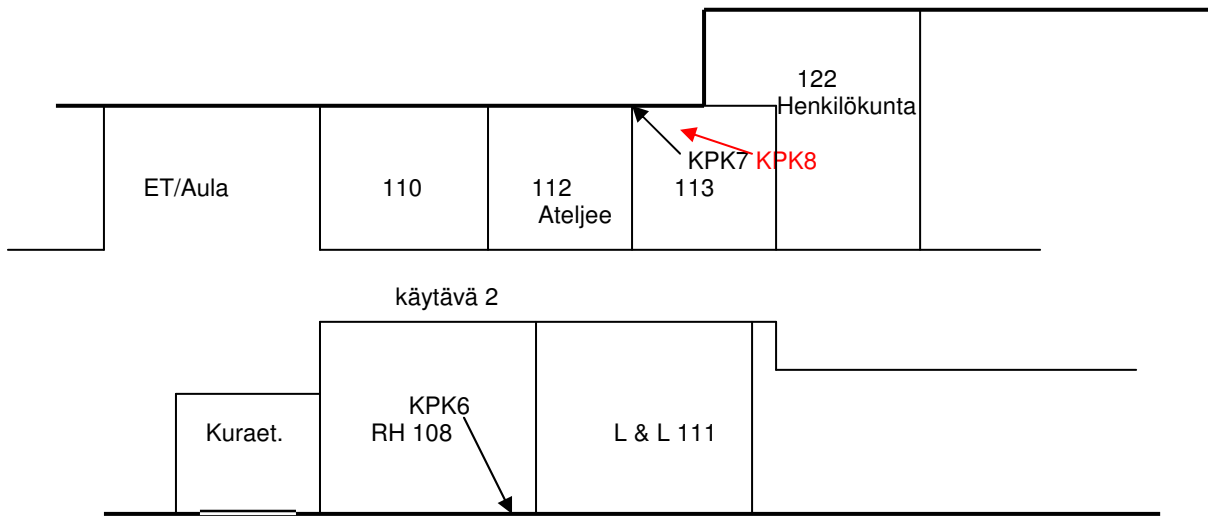 122
Henkilökunta
KPK7 KPK8
ET/Aula
110
112
113
Ateljee
käytävä 2
KPK6
Kuraet.
RH 108
L & L 111